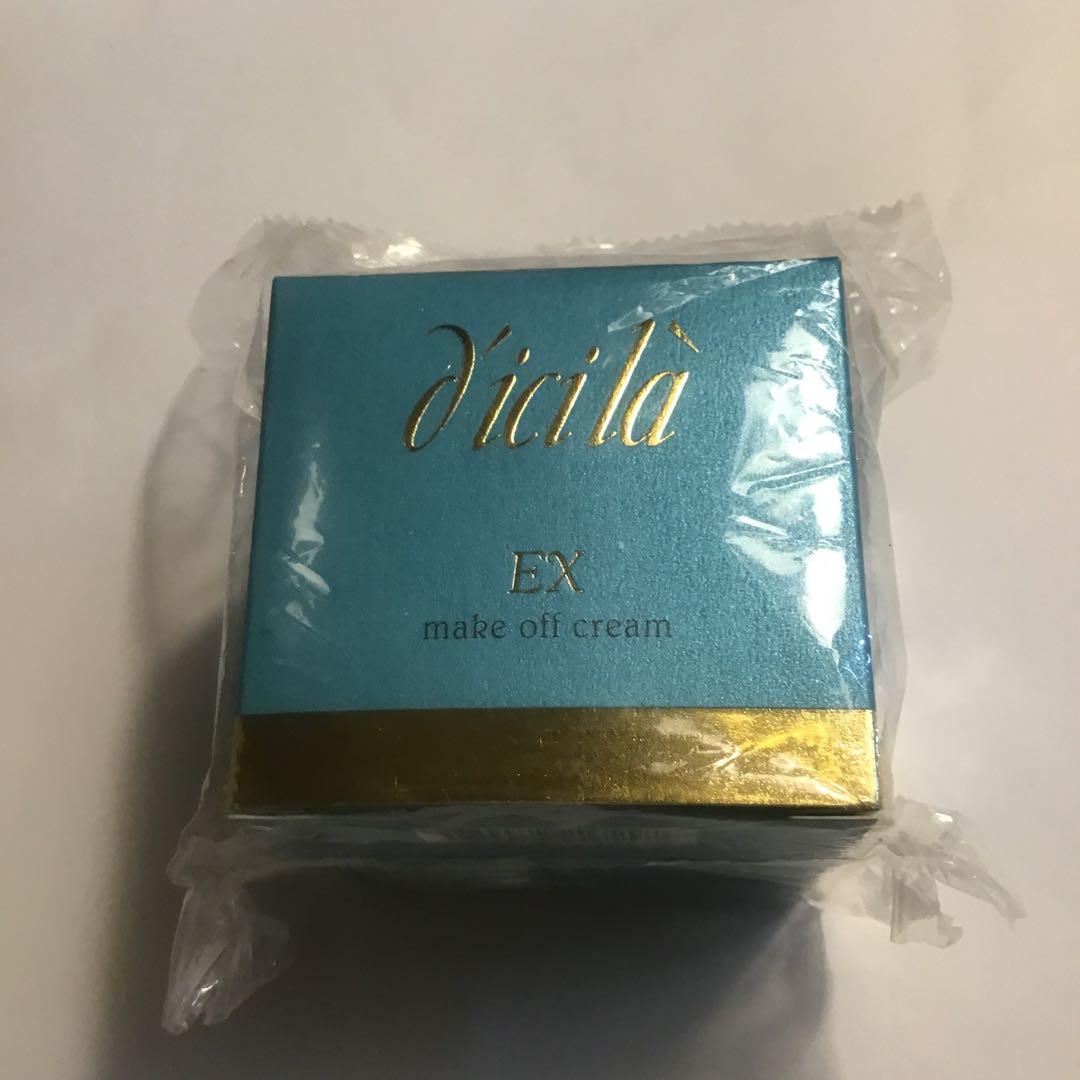 d'icilà
EX
make off cream